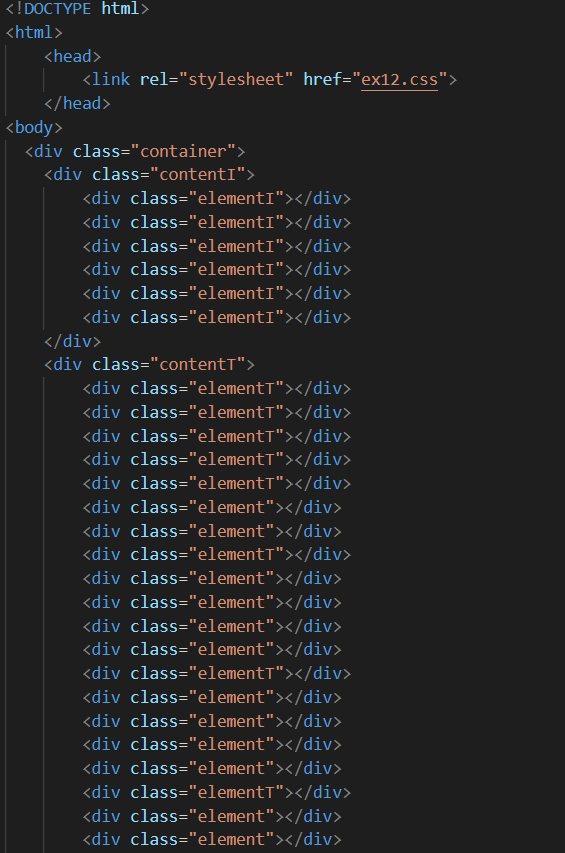 <!DOCTYPE html>
<html>
<head>
<link rel="stylesheet" href="ex12.css">
</head>
<body>
<div class="container">
<div class="contentI">
<div class="elementI"></div>
<div class="elementI"></div>
<div class="elementI"></div>
<div class="elementI"></div>
<div class="elementI"></div>
<div class="elementI"></div>
</div>
<div class="contentT">
<div class="elementT"></div>
<div class="elementT"></div>
<div class="elementT"></div>
<div class="elementT"></div>
<div class="elementT"></div>
<div class="element"></div>
<div class="element"></div>
<div class="elementT"></div>
<div class="element"></div>
<div class="element"></div>
<div class="element"></div>
<div class="element"></div>
<div class="elementT"></div>
<div class="element"></div>
<div class="element"></div>
<div class="element"></div>
<div class="element"></div>
<div class="elementT"></div>
<div class="element"></div>
<div class="element"></div>